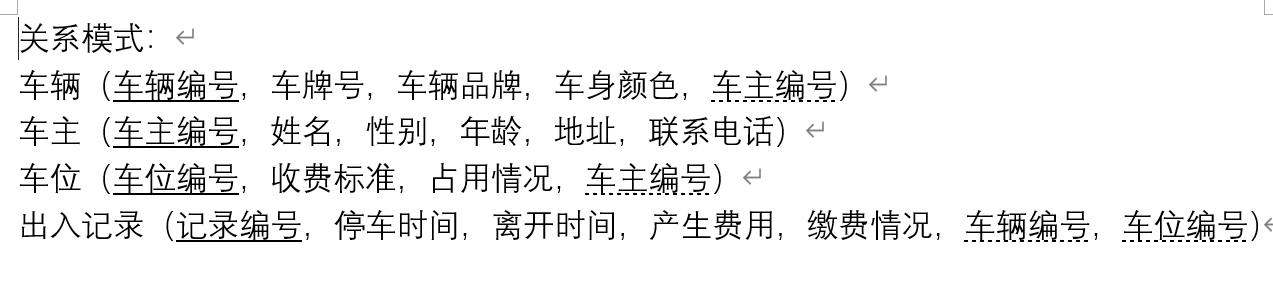 关系模式：
车辆（车辆编号，车牌号，车辆品牌，车身颜色，车主编号）
车主（车主编号，姓名，性别，年龄，地址，联系电话）
车位（车位编号，收费标准，占用情况，车主编号）
出入记录（记录编号，停车时间，离开时间，产生费用，缴费情况，车辆编号，车位编号）